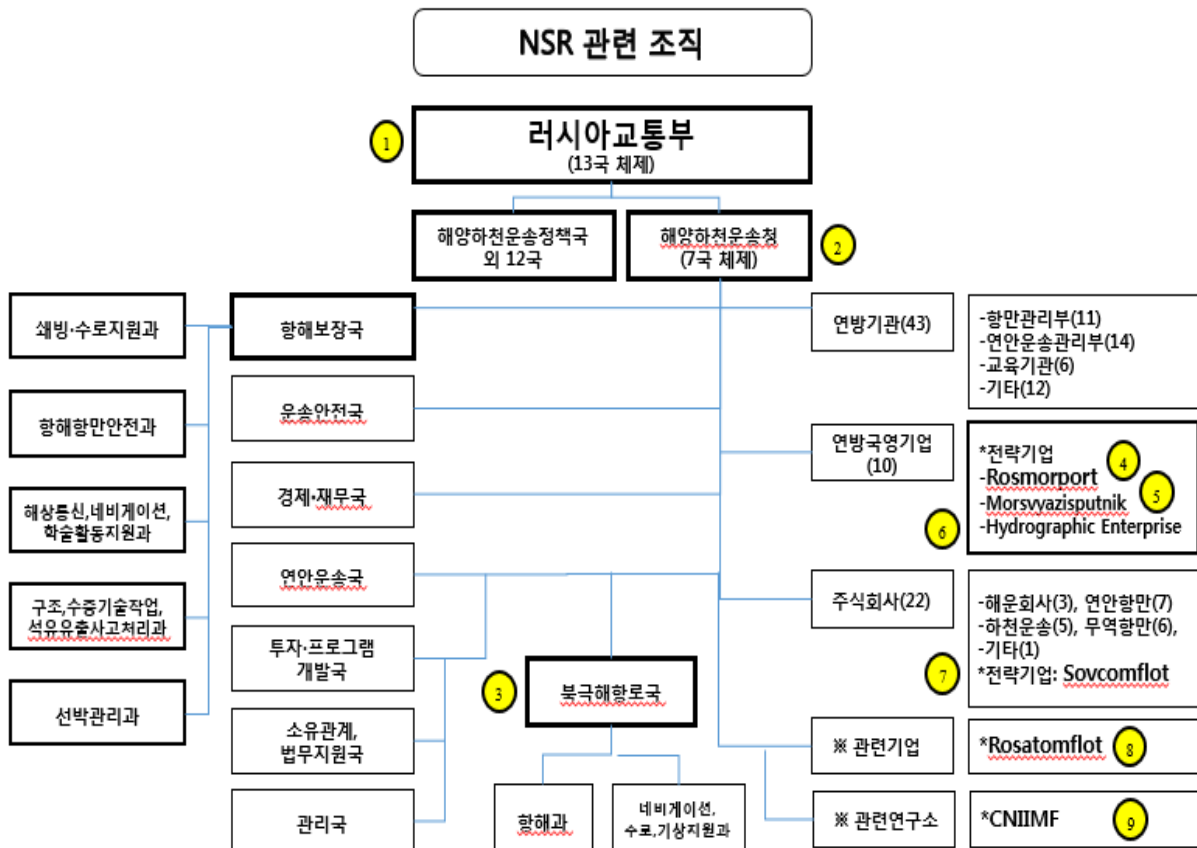 NSR 관련 조직
1
러시아교통부
(13국 체제)
해양하천운송정책국
외 12국
해양하천운송청
(7국 체제)
2
쇄빙·수로지원과
항해항만안전과
해상통신,네비게이션,
학술활동지원과
구조,수중기술작업,
석유유출사고처리과
선박관리과
항해보장국
운송안전국
경제·재무국
연안운송국
투자·프로그램
개발국
소유관계,
법무지원국
관리국
3
북극해항로국
항해과
네비게이션,
수로,기상지원과
연방기관(43)
-항만관리부(11)
-연안운송관리부(14)
-교육기관(6)
-기타(12)
연방국영기업
(10)
*전략기업
4
-Rosmorport
5
-Morsvyazisputnik
6
-Hydrographic Enterprise
주식회사(22)
-해운회사(3), 연안항만(7)
-하천운송(5), 무역항만(6),
-기타(1)
7
*전략기업: Sovcomflot
※ 관련기업
*Rosatomflot
8
※ 관련연구소
*CNIIMF
9